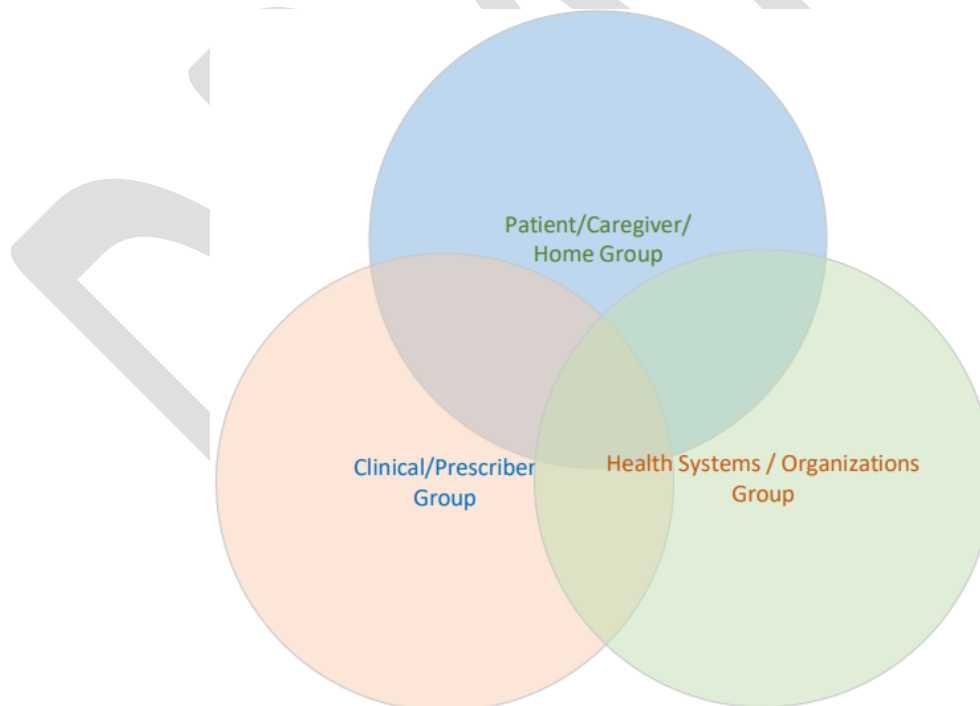 Patient/Caregiver/
Home Group
Clinical/Prescriber
Group
Health Systems / Organizations
Group